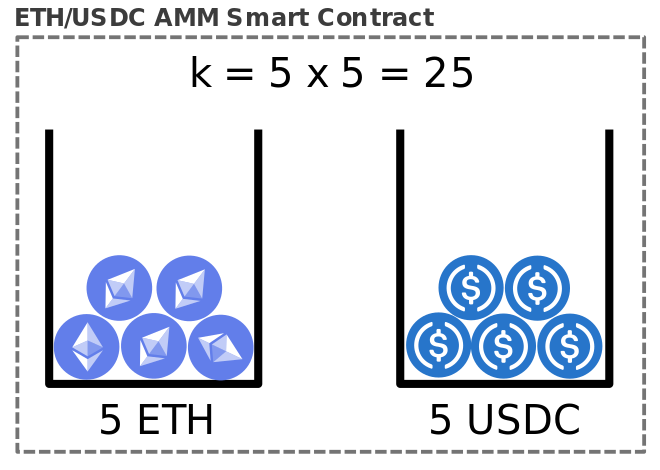 ETH/USDC AMM Smart Contract
k = 5 x 5 = 25
$ $
$ $ $
5 ETH 5 USDC